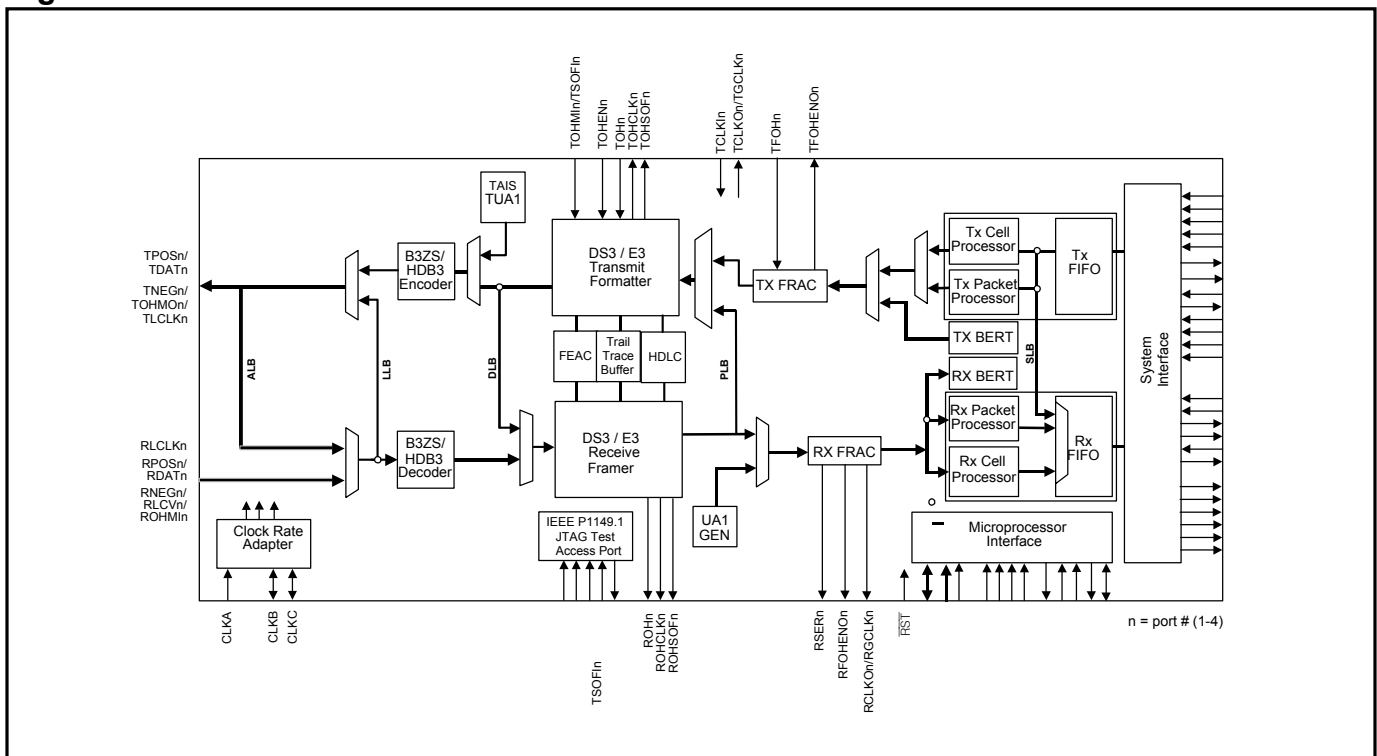 TOHMIn/TSOFIn
TOHENn
TOHn
TOHCLKn
TOHSOFn
TCLKIn
TCLKOn/TGCLKn
TFOHn
TFOHENOn
TAIS
TUA1
TPOSn/
TDATn
TNEGn/
TOHMOn/
TLCLKn
B3ZS/
HDB3
Encoder
DS3 / E3
Transmit
Formatter
TX FRAC
Tx Cell
Processor
Tx Packet
Processor
Tx
FIFO
TX BERT
RX BERT
SLB
System
Interface
FEAC
Trail
Trace
Buffer
HDLC
ALB
LLB
DLB
PLB
RLCLKn
RPOSn/
RDATn
RNEGn/
RLCVn/
ROHMIn
B3ZS/
HDB3
Decoder
DS3 / E3
Receive
Framer
RX FRAC
Rx Packet
Processor
Rx Cell
Processor
Rx
FIFO
UA1
GEN
Clock Rate
Adapter
IEEE P1149.1
JTAG Test
Access Port
Microprocessor
Interface
CLKA
CLKB
CLKC
TSOFIn
ROHn
ROHCLKn
ROHSOFn
RSERn
RFOHENOn
RCLKOn/RGCLKn
RST
n = port # (1-4)